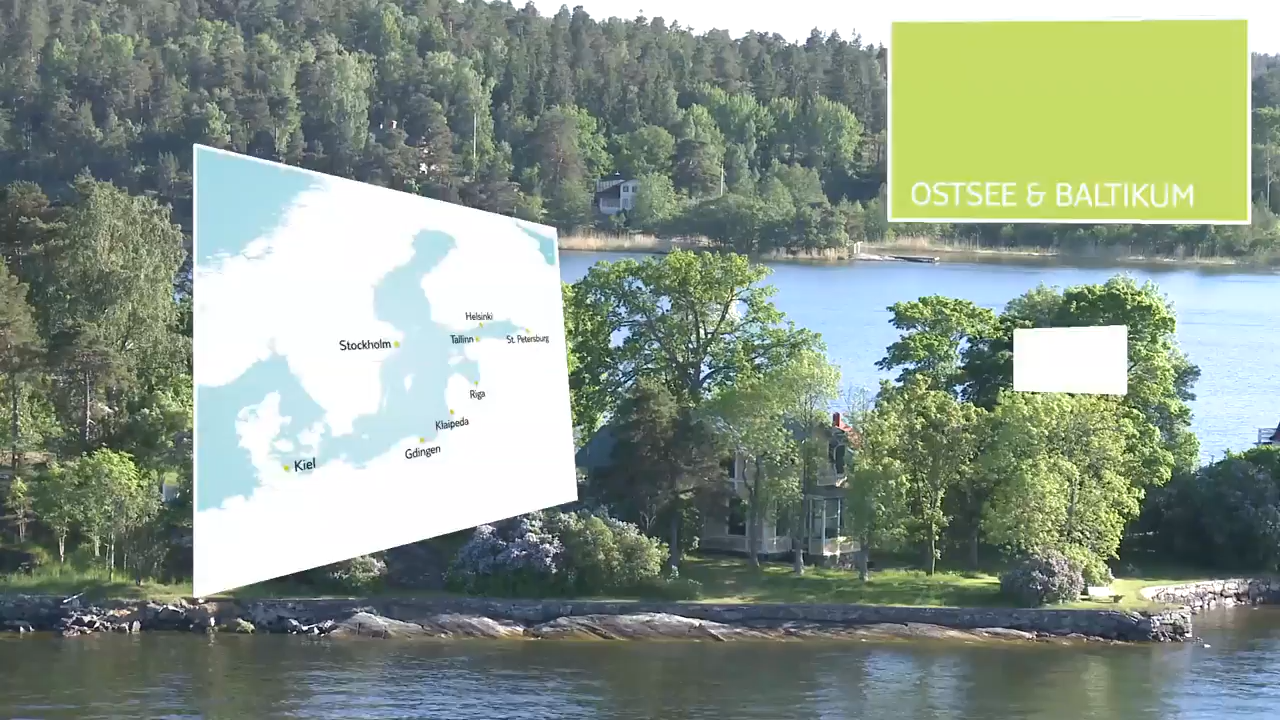 OSTSEE & BALTIKUM
Helsinki
Stockholm
Tallinn
St. Petersburg
Riga
Klaipeda
Gdingen
Kiel